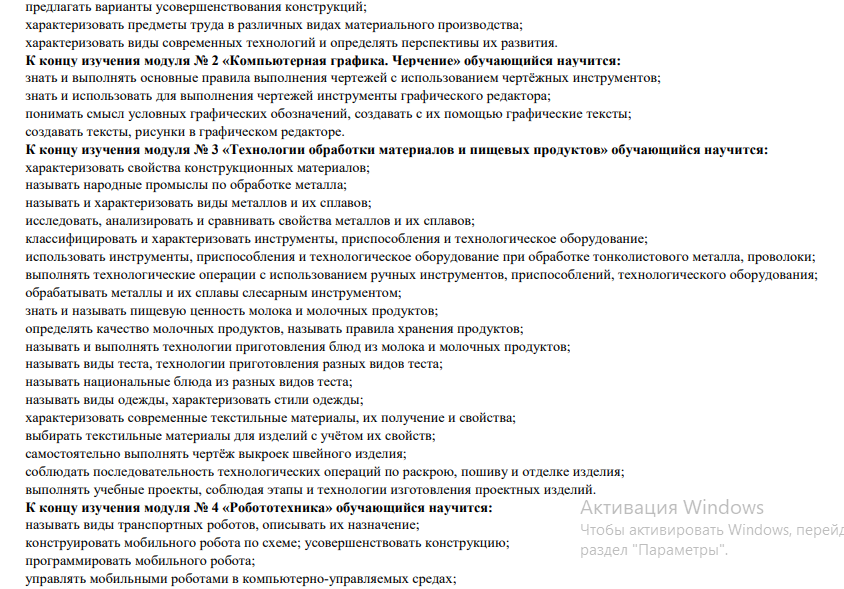 предлагать варианты усовершенствования конструкций;
характеризовать предметы труда в различных видах материального производства;
характеризовать виды современных технологий и определять перспективы их развития.
К концу изучения модуля № 2 «Компьютерная графика. Черчение» обучающийся научится:
знать и выполнять основные правила выполнения чертежей с использованием чертёжных инструментов;
знать и использовать для выполнения чертежей инструменты графического редактора;
понимать смысл условных графических обозначений, создавать с их помощью графические тексты;
создавать тексты, рисунки в графическом редакторе.
К концу изучения модуля № 3 «Технологии обработки материалов и пищевых продуктов» обучающийся научится:
характеризовать свойства конструкционных материалов;
называть народные промыслы по обработке металла;
называть и характеризовать виды металлов и их сплавов;
исследовать, анализировать и сравнивать свойства металлов и их сплавов;
классифицировать и характеризовать инструменты, приспособления и технологическое оборудование;
использовать инструменты, приспособления и технологическое оборудование при обработке тонколистового металла, проволоки;
выполнять технологические операции с использованием ручных инструментов, приспособлений, технологического оборудования;
обрабатывать металлы и их сплавы слесарным инструментом;
знать и называть пищевую ценность молока и молочных продуктов;
определять качество молочных продуктов, называть правила хранения продуктов;
называть и выполнять технологии приготовления блюд из молока и молочных продуктов;
называть виды теста, технологии приготовления разных видов теста;
называть национальные блюда из разных видов теста;
называть виды одежды, характеризовать стили одежды;
характеризовать современные текстильные материалы, их получение и свойства;
выбирать текстильные материалы для изделий с учётом их свойств;
самостоятельно выполнять чертёж выкроек швейного изделия;
соблюдать последовательность технологических операций по раскрою, пошиву и отделке изделия;
выполнять учебные проекты, соблюдая этапы и технологии изготовления проектных изделий.
К концу изучения модуля № 4 «Робототехника» обучающийся научится:
называть виды транспортных роботов, описывать их назначение;
конструировать мобильного робота по схеме; усовершенствовать конструкцию;
программировать мобильного робота;
управлять мобильными роботами в компьютерно-управляемых средах;
Активация Windows
Чтобы активировать Windows, перейд
раздел "Параметры".